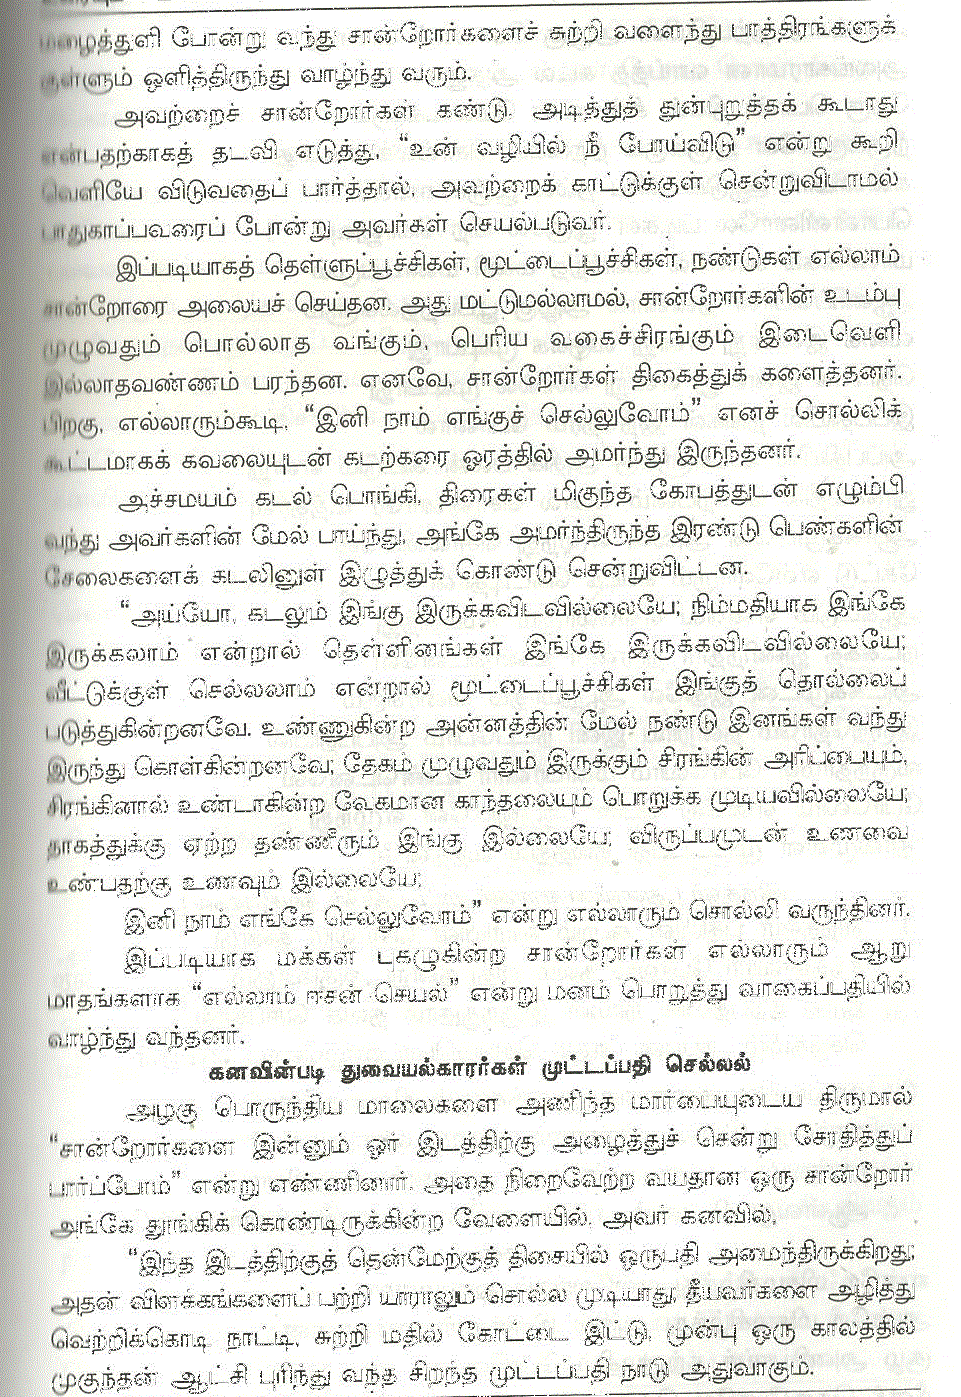 மழைத்துளி போன்று வந்து சான்றோர்களைச் சுற்றி வளைந்து பாத்திரங்களுக்
குள்ளும் ஒளித்திருந்து வாழ்ந்து வரும்.
அவற்றைச் சான்றோர்கள் கண்டு, அடித்துத் துன்புறுத்தக் கூடாது
என்பதற்காகத் தடவி எடுத்து, “உன் வழியில் நீ போய்விடு” என்று கூறி
வெளியே விடுவதைப் பார்த்தால், அவற்றைக் காட்டுக்குள் சென்றுவிடாமல்
பாதுகாப்பவரைப் போன்று அவர்கள் செயல்படுவர்.
இப்படியாகத் தெள்ளுப்பூச்சிகள், மூட்டைப்பூச்சிகள், நண்டுகள் எல்லாம்
சான்றோரை அலையச் செய்தன. அது மட்டுமல்லாமல், சான்றோர்களின் உடம்பு
முழுவதும் பொல்லாத வங்கும், பெரிய வகைச்சிரங்கும் இடைவெளி
இல்லாதவண்ணம் பரந்தன. எனவே, சான்றோர்கள் திகைத்துக் களைத்தனர்.
பிறகு, எல்லாரும்கூடி, “இனி நாம் எங்குச் செல்லுவோம்” எனச் சொல்லிக்
கூட்டமாகக் கவலையுடன் கடற்கரை ஓரத்தில் அமர்ந்து இருந்தனர்.
அச்சமயம் கடல் பொங்கி, திரைகள் மிகுந்த கோபத்துடன் எழும்பி
வந்து அவர்களின் மேல் பாய்ந்து, அங்கே அமர்ந்திருந்த இரண்டு பெண்களின்
சேலைகளைக் கடலினுள் இழுத்துக் கொண்டு சென்றுவிட்டன.
“அய்யோ, கடலும் இங்கு இருக்கவிடவில்லையே; நிம்மதியாக இங்கே
இருக்கலாம் என்றால் தெள்ளினங்கள் இங்கே இருக்கவிடவில்லையே;
வீட்டுக்குள் செல்லலாம் என்றால் மூட்டைப்பூச்சிகள் இங்குத் தொல்லைப்
படுத்துகின்றனவே. உண்ணுகின்ற அன்னத்தின் மேல் நண்டு இனங்கள் வந்து
இருந்து கொள்கின்றனவே; தேகம் முழுவதும் இருக்கும் சிரங்கின் அரிப்பையும்,
சிரங்கினால் உண்டாகின்ற வேகமான காந்தலையும் பொறுக்க முடியவில்லையே;
தாகத்துக்கு ஏற்ற தண்ணீரும் இங்கு இல்லையே; விருப்பமுடன் உணவை
உண்பதற்கு உணவும் இல்லையே;
இனி நாம் எங்கே செல்லுவோம்” என்று எல்லாரும் சொல்லி வருந்தினர்.
இப்படியாக மக்கள் புகழுகின்ற சான்றோர்கள் எல்லாரும் ஆறு
மாதங்களாக “எல்லாம் ஈசன் செயல்” என்று மனம் பொறுத்து வாகைப்பதியில்
வாழ்ந்து வந்தனர்.
கனவின்படி துவையல்காரர்கள் முட்டப்பதி செல்லல்
அழகு பொருந்திய மாலைகளை அணிந்த மார்பையுடைய திருமால்
“சான்றோர்களை இன்னும் ஓர் இடத்திற்கு அழைத்துச் சென்று சோதித்துப்
பார்ப்போம்” என்று எண்ணினார். அதை நிறைவேற்ற வயதான ஒரு சான்றோர்
அங்கே தூங்கிக் கொண்டிருக்கின்ற வேளையில், அவர் கனவில்,
“இந்த இடத்திற்குத் தென்மேற்குத் திசையில் ஒருபதி அமைந்திருக்கிறது;
அதன் விளக்கங்களைப் பற்றி யாராலும் சொல்ல முடியாது; தீயவர்களை அழித்து
வெற்றிக்கொடி நாட்டி, சுற்றி மதில் கோட்டை இட்டு, முன்பு ஒரு காலத்தில்
முகுந்தன் ஆட்சி புரிந்து வந்த சிறந்த முட்டப்பதி நாடு அதுவாகும்.